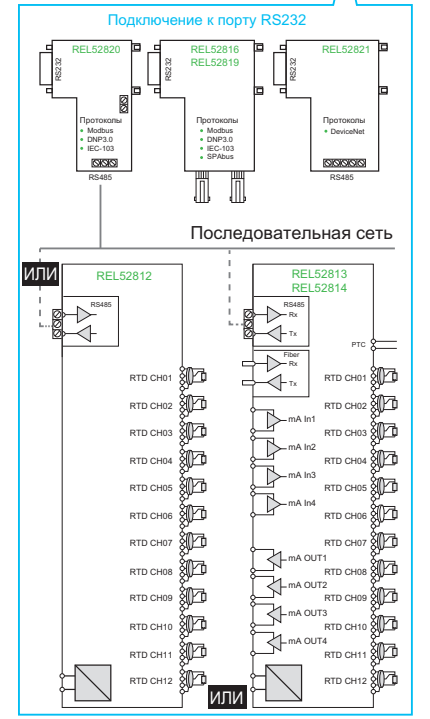 Подключение к порту RS232
REL52820
RS232
Протоколы
• Modbus
• DNP3.0
• IEC-103
RS485
REL52816
REL52819
RS232
Протоколы
• Modbus
• DNP3.0
• IEC-103
• SPAbus
REL52821
RS232
Протоколы
• DeviceNet
RS485
Последовательная сеть
ИЛИ
REL52812
RS485
RTD CH01
RTD CH02
RTD CH03
RTD CH04
RTD CH05
RTD CH06
RTD CH07
RTD CH08
RTD CH09
RTD CH10
RTD CH11
RTD CH12
ИЛИ
REL52813
REL52814
RS485
Rx
Tx
Fiber
Rx
Tx
mA In1
mA In2
mA In3
mA In4
mA OUT1
mA OUT2
mA OUT3
mA OUT4
PTC
RTD CH01
RTD CH02
RTD CH03
RTD CH04
RTD CH05
RTD CH06
RTD CH07
RTD CH08
RTD CH09
RTD CH10
RTD CH11
RTD CH12